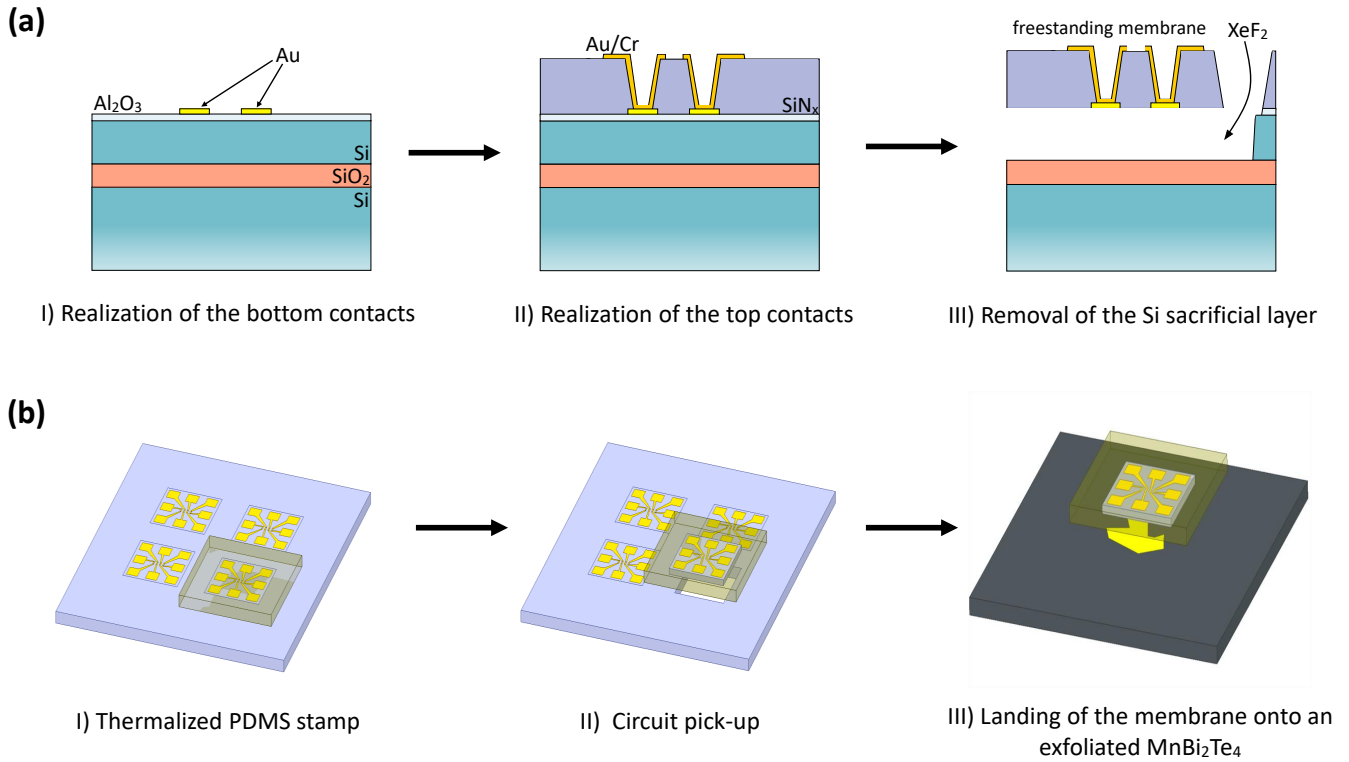 (a)
Au
Al₂O₃
Si
SiO₂
Si
Au/Cr
SiNₓ
freestanding membrane
XeF₂
I) Realization of the bottom contacts
II) Realization of the top contacts
III) Removal of the Si sacrificial layer
(b)
I) Thermalized PDMS stamp
II) Circuit pick-up
III) Landing of the membrane onto an
exfoliated MnBi₂Te₄